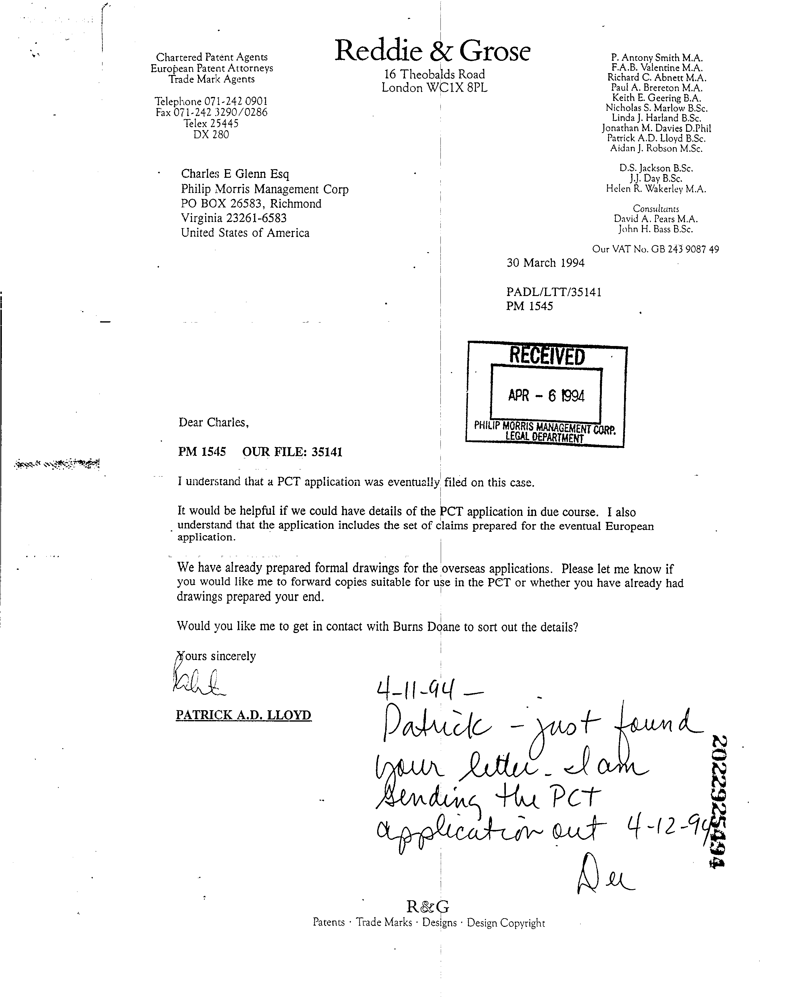 Reddie & Grose
16 Theobalds Road
London WC1X 8PL
Chartered Patent Agents
European Patent Attorneys
Trade Mark Agents
Telephone 071-242 0901
Fax 071-242 3290/0286
Telex 25445
DX 280
P. Antony Smith M.A.
F.A.B. Valentine M.A.
Richard C. Abnett M.A.
Paul A. Brereton M.A.
Keith E. Geering B.A.
Nicholas S. Marlow B.Sc.
Linda J. Harland B.Sc.
Jonathan M. Davies D.Phil
Patrick A.D. Lloyd B.Sc.
Aidan J. Robson M.Sc.
D.S. Jackson B.Sc.
J.J. Day B.Sc.
Helen R. Wakerley M.A.
Consultants
David A. Pears M.A.
John H. Bass B.Sc.
Our VAT No. GB 243 9087 49
Charles E Glenn Esq
Philip Morris Management Corp
PO BOX 26583, Richmond
Virginia 23261-6583
United States of America
30 March 1994
PADL/LTT/35141
PM 1545
RECEIVED
APR - 6 1994
PHILIP MORRIS MANAGEMENT CORP.
LEGAL DEPARTMENT
Dear Charles,
PM 1545 OUR FILE: 35141
I understand that a PCT application was eventually filed on this case.
It would be helpful if we could have details of the PCT application in due course. I also
understand that the application includes the set of claims prepared for the eventual European
application.
We have already prepared formal drawings for the overseas applications. Please let me know if
you would like me to forward copies suitable for use in the PCT or whether you have already had
drawings prepared your end.
Would you like me to get in contact with Burns Doane to sort out the details?
Yours sincerely
PATRICK A.D. LLOYD
4-11-94 -
Patrick - just found
your letter - I am
sending the PCT
application out 4-12-94
Dee
2022925494
R&G
Patents · Trade Marks · Designs · Design Copyright